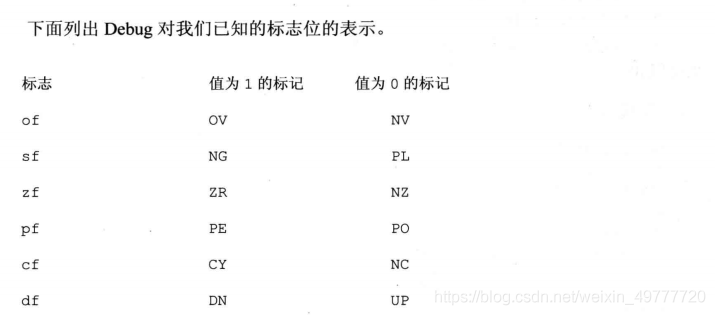 下面列出 Debug 对我们已知的标志位的表示。
标志 值为 1 的标记 值为 0 的标记
of OV NV
sf NG PL
zf ZR NZ
pf PE PO
cf CY NC
df DN UP
https://blog.csdn.net/weixin_49777720